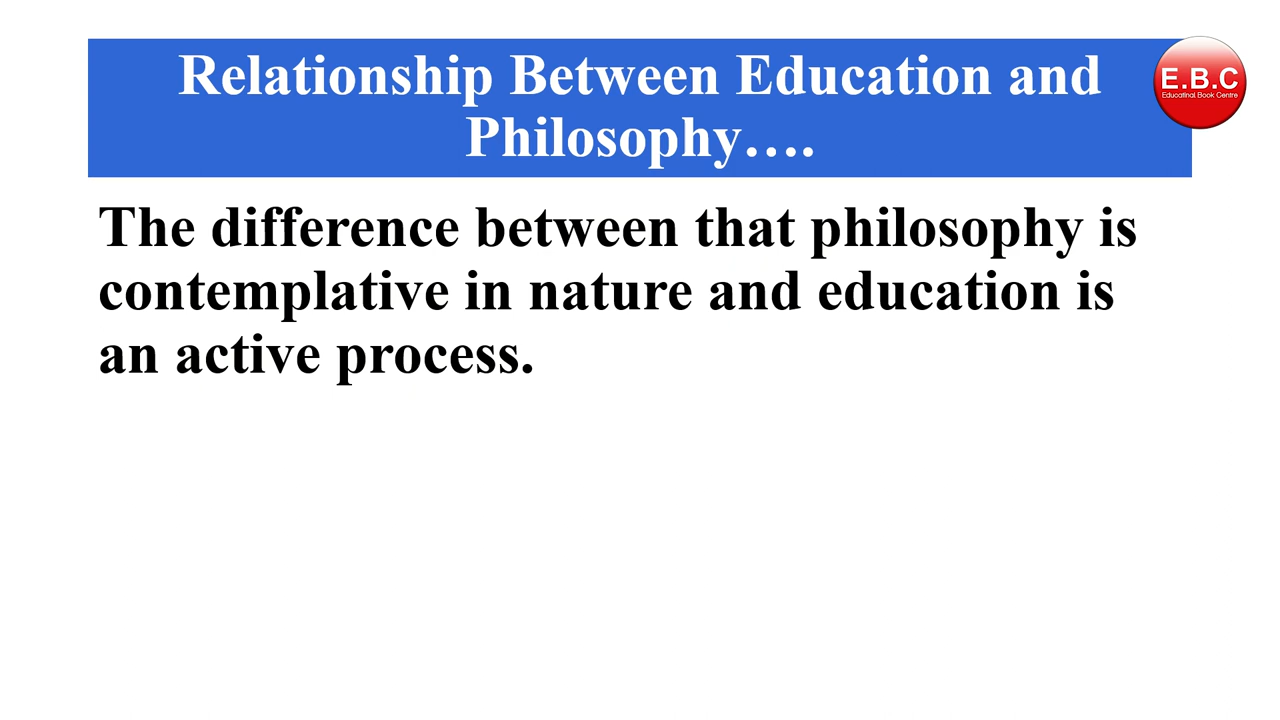 Relationship Between Education and
Philosophy….
E.B.C
Educatinal Book Centre
The difference between that philosophy is
contemplative in nature and education is
an active process.